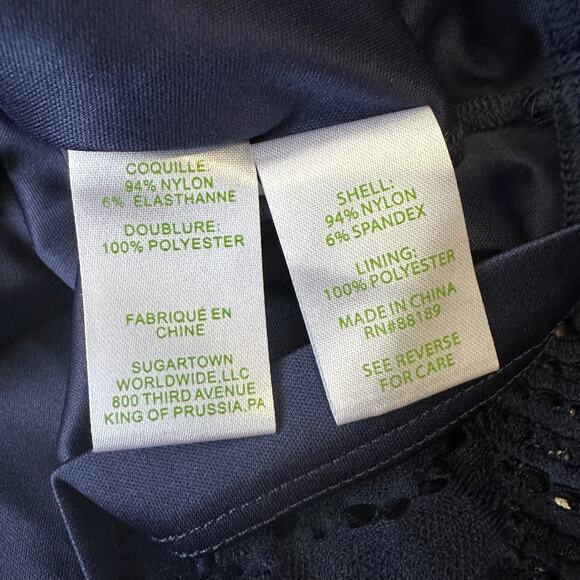 COQUILLE:
94% NYLON
6% ÉLASTHANNE
DOUBLURE:
100% POLYESTER
FABRIQUÉ EN
CHINE
SUGARTOWN
WORLDWIDE,LLC
800 THIRD AVENUE
KING OF PRUSSIA,PA
SHELL:
94% NYLON
6% SPANDEX
LINING:
100% POLYESTER
MADE IN CHINA
RN#88189
SEE REVERSE
FOR CARE